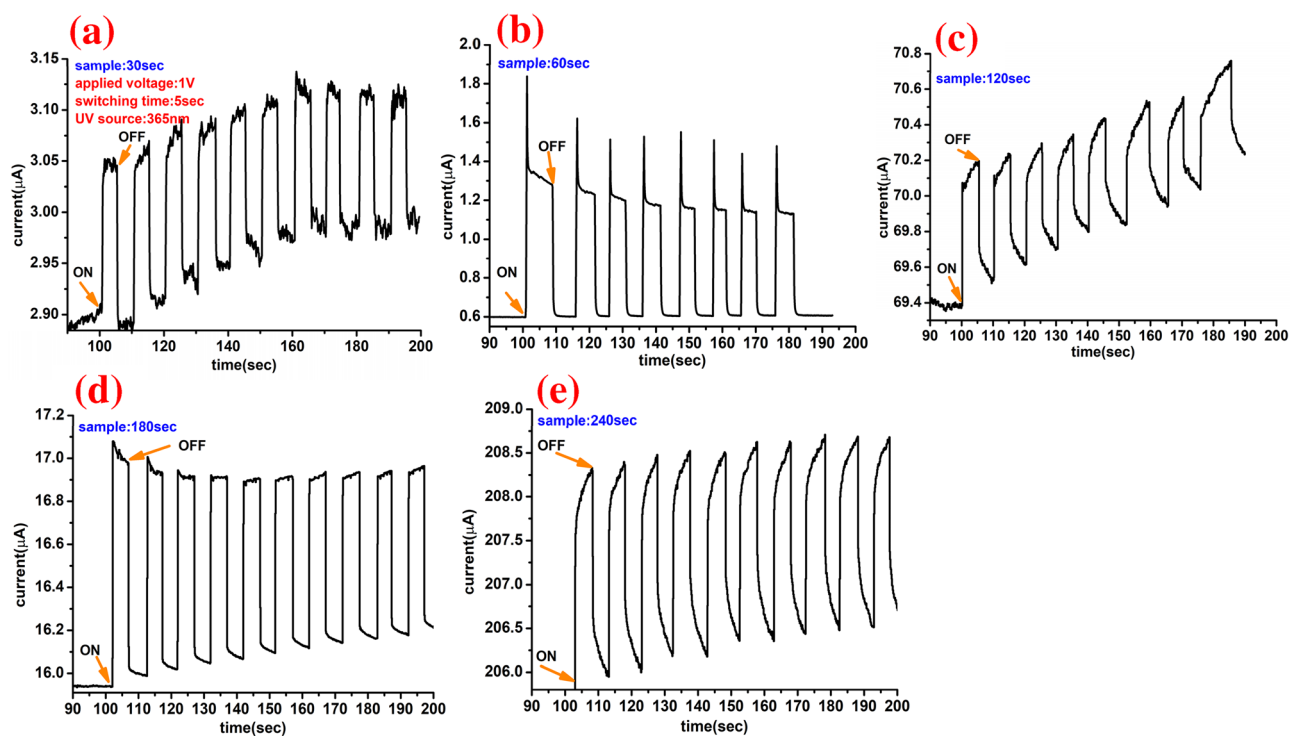 (a)
sample:30sec
applied voltage:1V
switching time:5sec
UV source:365nm
OFF
ON
current(μA)
3.15
3.10
3.05
3.00
2.95
2.90
100 120 140 160 180 200
time(sec)
(b)
sample:60sec
OFF
ON
current(μA)
2.0
1.8
1.6
1.4
1.2
1.0
0.8
0.6
90 100 110 120 130 140 150 160 170 180 190 200
time(sec)
(c)
sample:120sec
OFF
ON
current(μA)
70.8
70.6
70.4
70.2
70.0
69.8
69.6
69.4
90 100 110 120 130 140 150 160 170 180 190 200
time(sec)
(d)
sample:180sec
OFF
ON
current(μA)
17.2
17.0
16.8
16.6
16.4
16.2
16.0
90 100 110 120 130 140 150 160 170 180 190 200
time(sec)
(e)
sample:240sec
OFF
ON
current(μA)
209.0
208.5
208.0
207.5
207.0
206.5
206.0
90 100 110 120 130 140 150 160 170 180 190 200
time(sec)